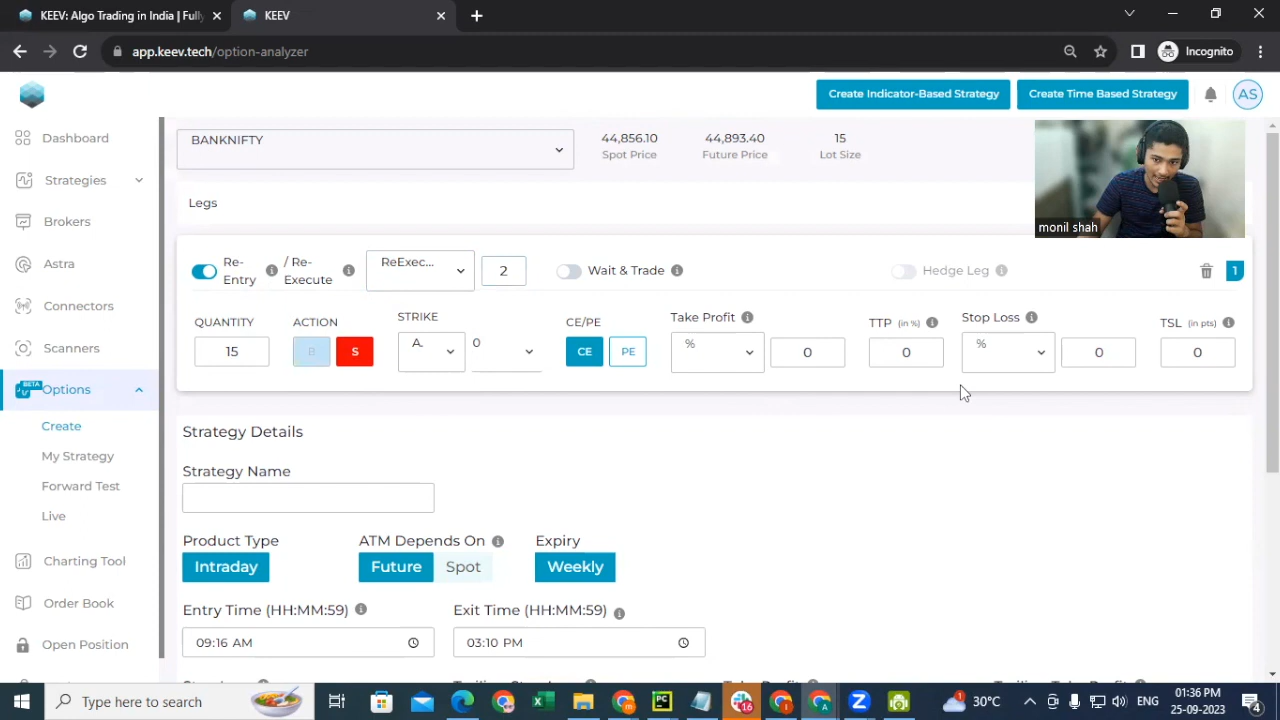 KEEV: Algo Trading in India | Full
KEEV
app.keev.tech/option-analyzer
Incognito
Create Indicator-Based Strategy
Create Time Based Strategy
AS
Dashboard
Strategies
Brokers
Astra
Connectors
Scanners
BETA
Options
Create
My Strategy
Forward Test
Live
Charting Tool
Order Book
Open Position
BANKNIFTY
44,856.10
Spot Price
44,893.40
Future Price
15
Lot Size
monil shah
Legs
Re-Entry
/ Re-Execute
ReExec...
2
Wait & Trade
Hedge Leg
1
QUANTITY
15
ACTION
B
S
STRIKE
A.
0
CE/PE
CE
PE
Take Profit
%
0
TTP (in %)
0
Stop Loss
%
0
TSL (in pts)
0
Strategy Details
Strategy Name
Product Type
Intraday
ATM Depends On
Future
Spot
Expiry
Weekly
Entry Time (HH:MM:59)
09:16 AM
Exit Time (HH:MM:59)
03:10 PM
Type here to search
16
30°C
ENG
01:36 PM
25-09-2023
4